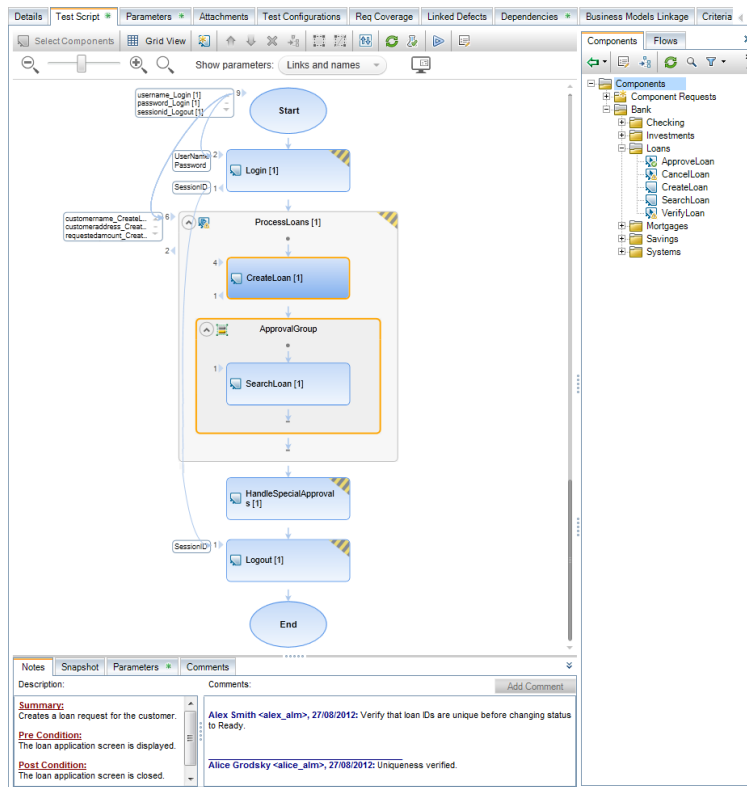 Details Test Script * Parameters * Attachments Test Configurations Req Coverage Linked Defects Dependencies * Business Models Linkage Criteria
Select Components Grid View
Show parameters: Links and names
username_Login [1]
password_Login [1]
sessionid_Logout [1]
9
Start
UserName
Password
2
Login [1]
SessionID 1
customername_CreateL...
customeraddress_Creat..
requestedamount_Creat..
6
2
ProcessLoans [1]
4
CreateLoan [1]
1
ApprovalGroup
1
SearchLoan [1]
HandleSpecialApproval
s [1]
SessionID 1
Logout [1]
End
Components Flows
Components
Component Requests
Bank
Checking
Investments
Loans
ApproveLoan
CancelLoan
CreateLoan
SearchLoan
VerifyLoan
Mortgages
Savings
Systems
Notes Snapshot Parameters * Comments
Description:
Summary:
Creates a loan request for the customer.
Pre Condition:
The loan application screen is displayed.
Post Condition:
The loan application screen is closed.
Comments:
Add Comment
Alex Smith <alex_alm>, 27/08/2012: Verify that loan IDs are unique before changing status
to Ready.
Alice Grodsky <alice_alm>, 27/08/2012: Uniqueness verified.